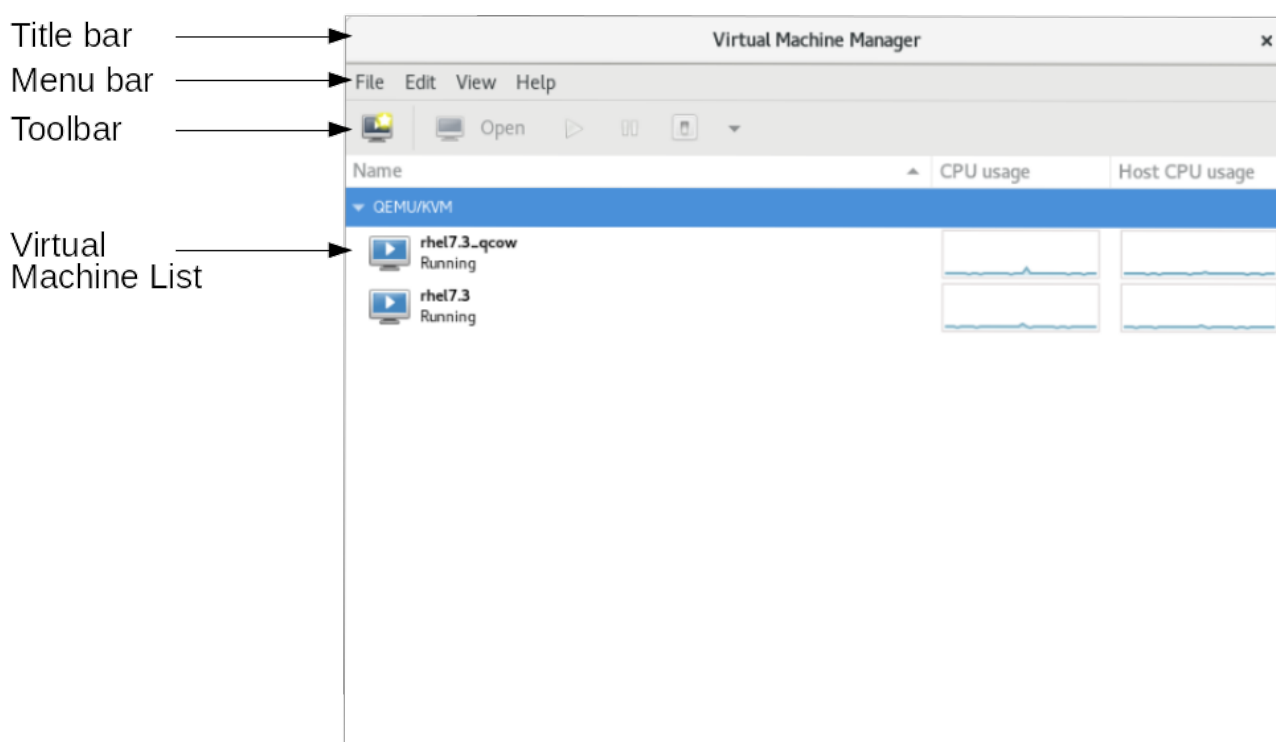 Title bar
Virtual Machine Manager
Menu bar
File Edit View Help
Toolbar
Open
Name CPU usage Host CPU usage
QEMU/KVM
Virtual
Machine List
rhel7.3_qcow
Running
rhel7.3
Running